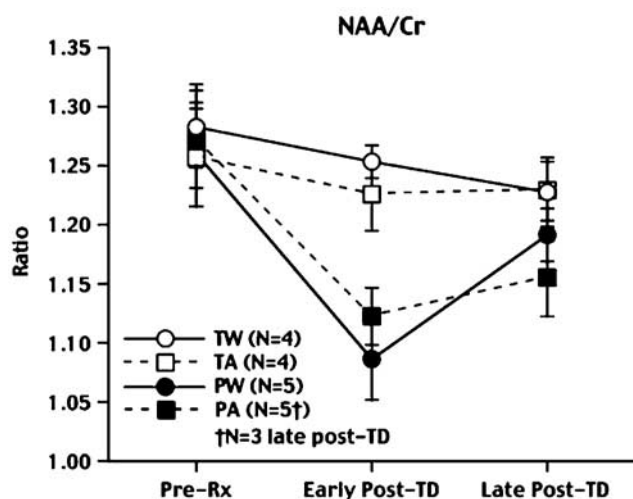 NAA/Cr
1.35
1.30
1.25
1.20
1.15
1.10
1.05
1.00
Ratio
TW (N=4)
TA (N=4)
PW (N=5)
PA (N=5†)
†N=3 late post-TD
Pre-Rx Early Post-TD Late Post-TD